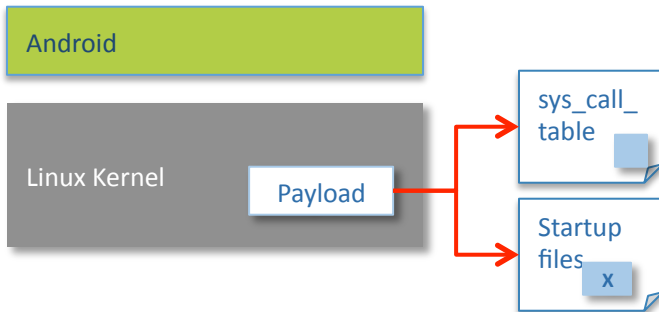 Android
Linux Kernel
Payload
sys_call_
table
Startup
files
x